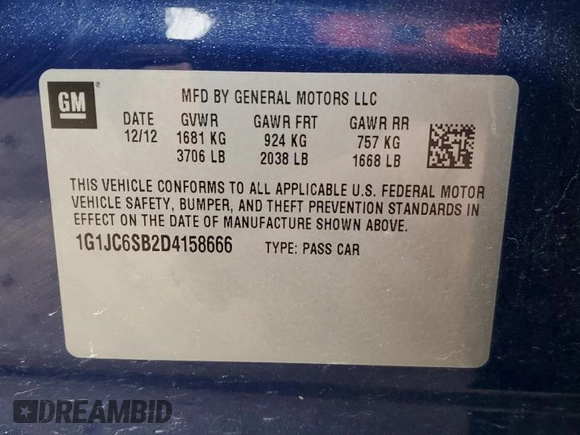 GM
MFD BY GENERAL MOTORS LLC
DATE GVWR GAWR FRT GAWR RR
12/12 1681 KG 924 KG 757 KG
3706 LB 2038 LB 1668 LB
THIS VEHICLE CONFORMS TO ALL APPLICABLE U.S. FEDERAL MOTOR
VEHICLE SAFETY, BUMPER, AND THEFT PREVENTION STANDARDS IN
EFFECT ON THE DATE OF MANUFACTURE SHOWN ABOVE.
1G1JC6SB2D4158666 TYPE: PASS CAR
DREAMBID